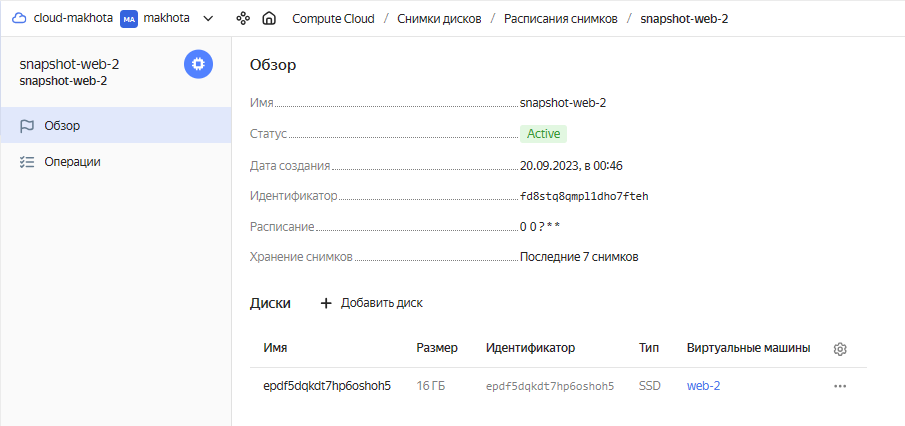 cloud-makhota MA makhota Compute Cloud / Снимки дисков / Расписания снимков / snapshot-web-2
snapshot-web-2
snapshot-web-2
Обзор
Операции
Обзор
Имя snapshot-web-2
Статус Active
Дата создания 20.09.2023, в 00:46
Идентификатор fd8stq8qmpl1dho7fteh
Расписание 0 0 ? * *
Хранение снимков Последние 7 снимков
Диски + Добавить диск
Имя Размер Идентификатор Тип Виртуальные машины
epdf5dqkdt7hp6oshoh5 16 ГБ epdf5dqkdt7hp6oshoh5 SSD web-2